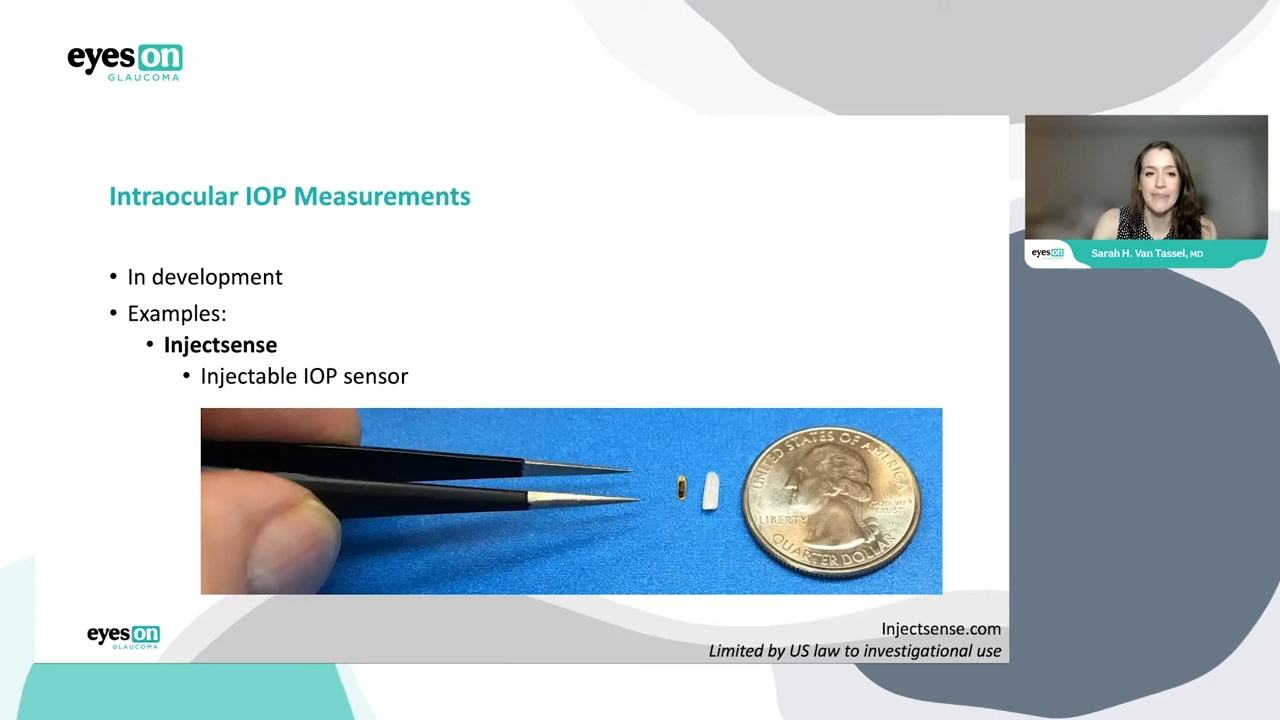 eyes on
GLAUCOMA
Intraocular IOP Measurements
• In development
• Examples:
• Injectsense
• Injectable IOP sensor
UNITED STATES OF AMERICA
LIBERTY
IN
GOD WE
TRUST
QUARTER DOLLAR
eyes on
GLAUCOMA
Injectsense.com
Limited by US law to investigational use
eyes on
Sarah H. Van Tassel, MD